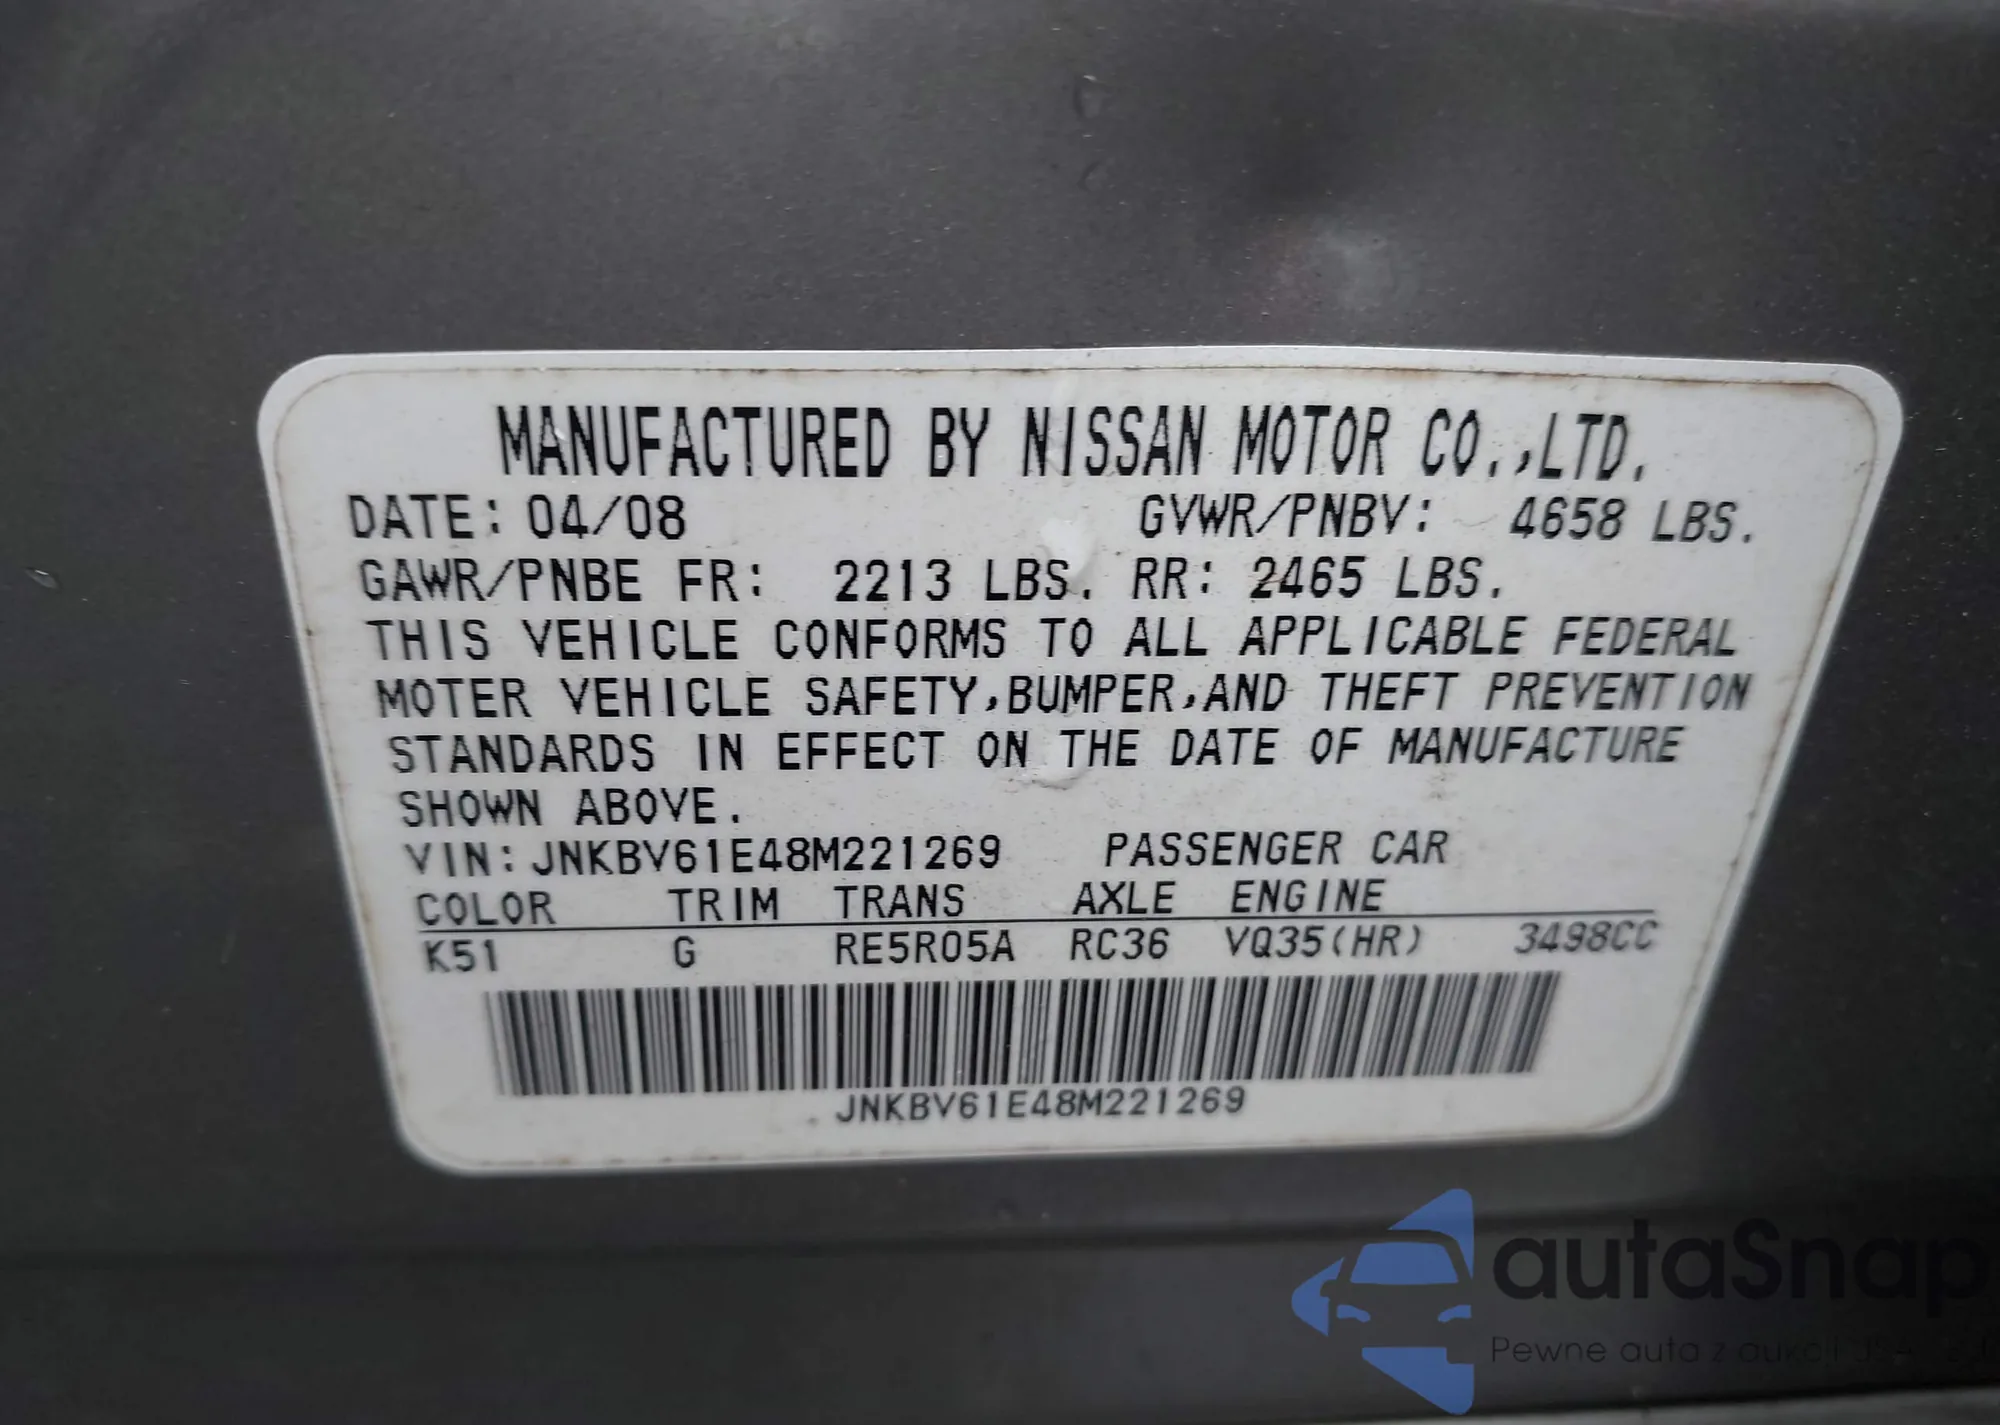 MANUFACTURED BY NISSAN MOTOR CO.,LTD.
DATE: 04/08 GVWR/PNBV: 4658 LBS.
GAWR/PNBE FR: 2213 LBS. RR: 2465 LBS.
THIS VEHICLE CONFORMS TO ALL APPLICABLE FEDERAL
MOTER VEHICLE SAFETY,BUMPER,AND THEFT PREVENTION
STANDARDS IN EFFECT ON THE DATE OF MANUFACTURE
SHOWN ABOVE.
VIN: JNKBV61E48M221269 PASSENGER CAR
COLOR TRIM TRANS AXLE ENGINE
K51 G RE5R05A RC36 VQ35(HR) 3498CC
JNKBV61E48M221269
autaSnap
Pewne auta z aukcji